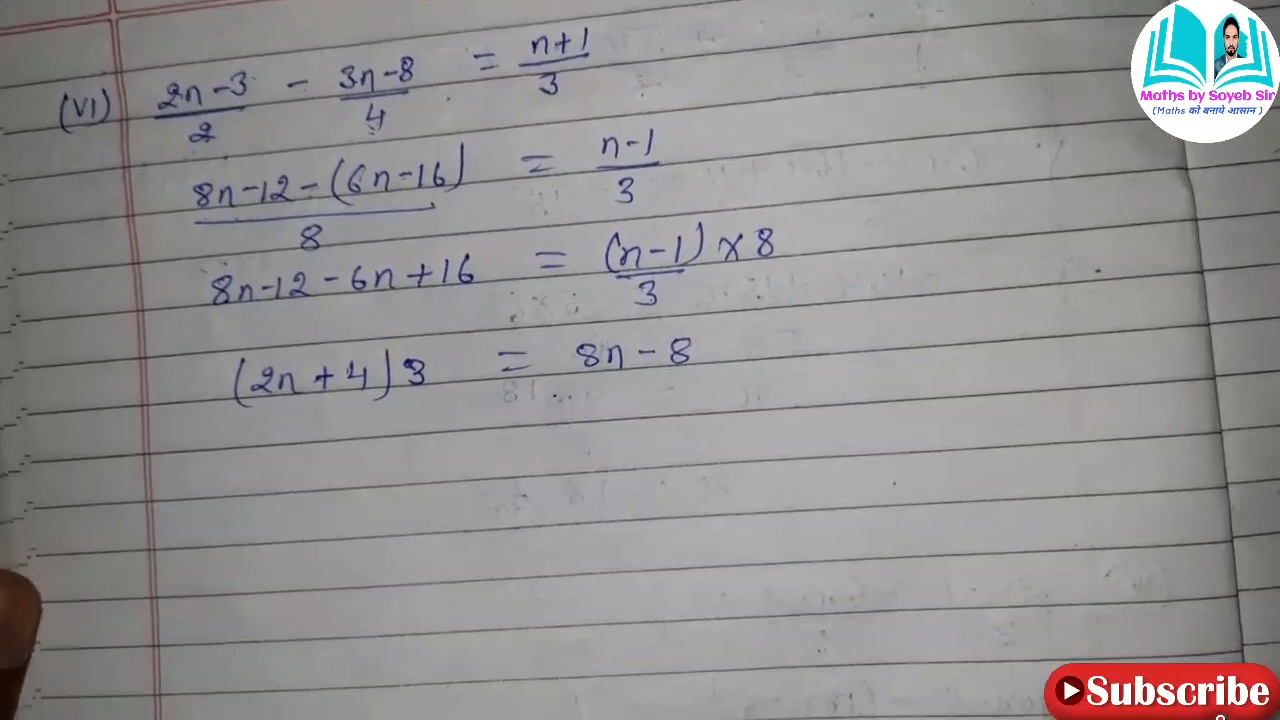 Maths by Soyeb Sir
(Maths को बनाये आसान)
(VI) (2n-3)/2 - (3n-8)/4 = (n+1)/3
(8n-12-(6n-16))/8 = (n-1)/3
8n-12-6n+16 = (n-1)/3 × 8
(2n+4)3 = 8n-8
Subscribe